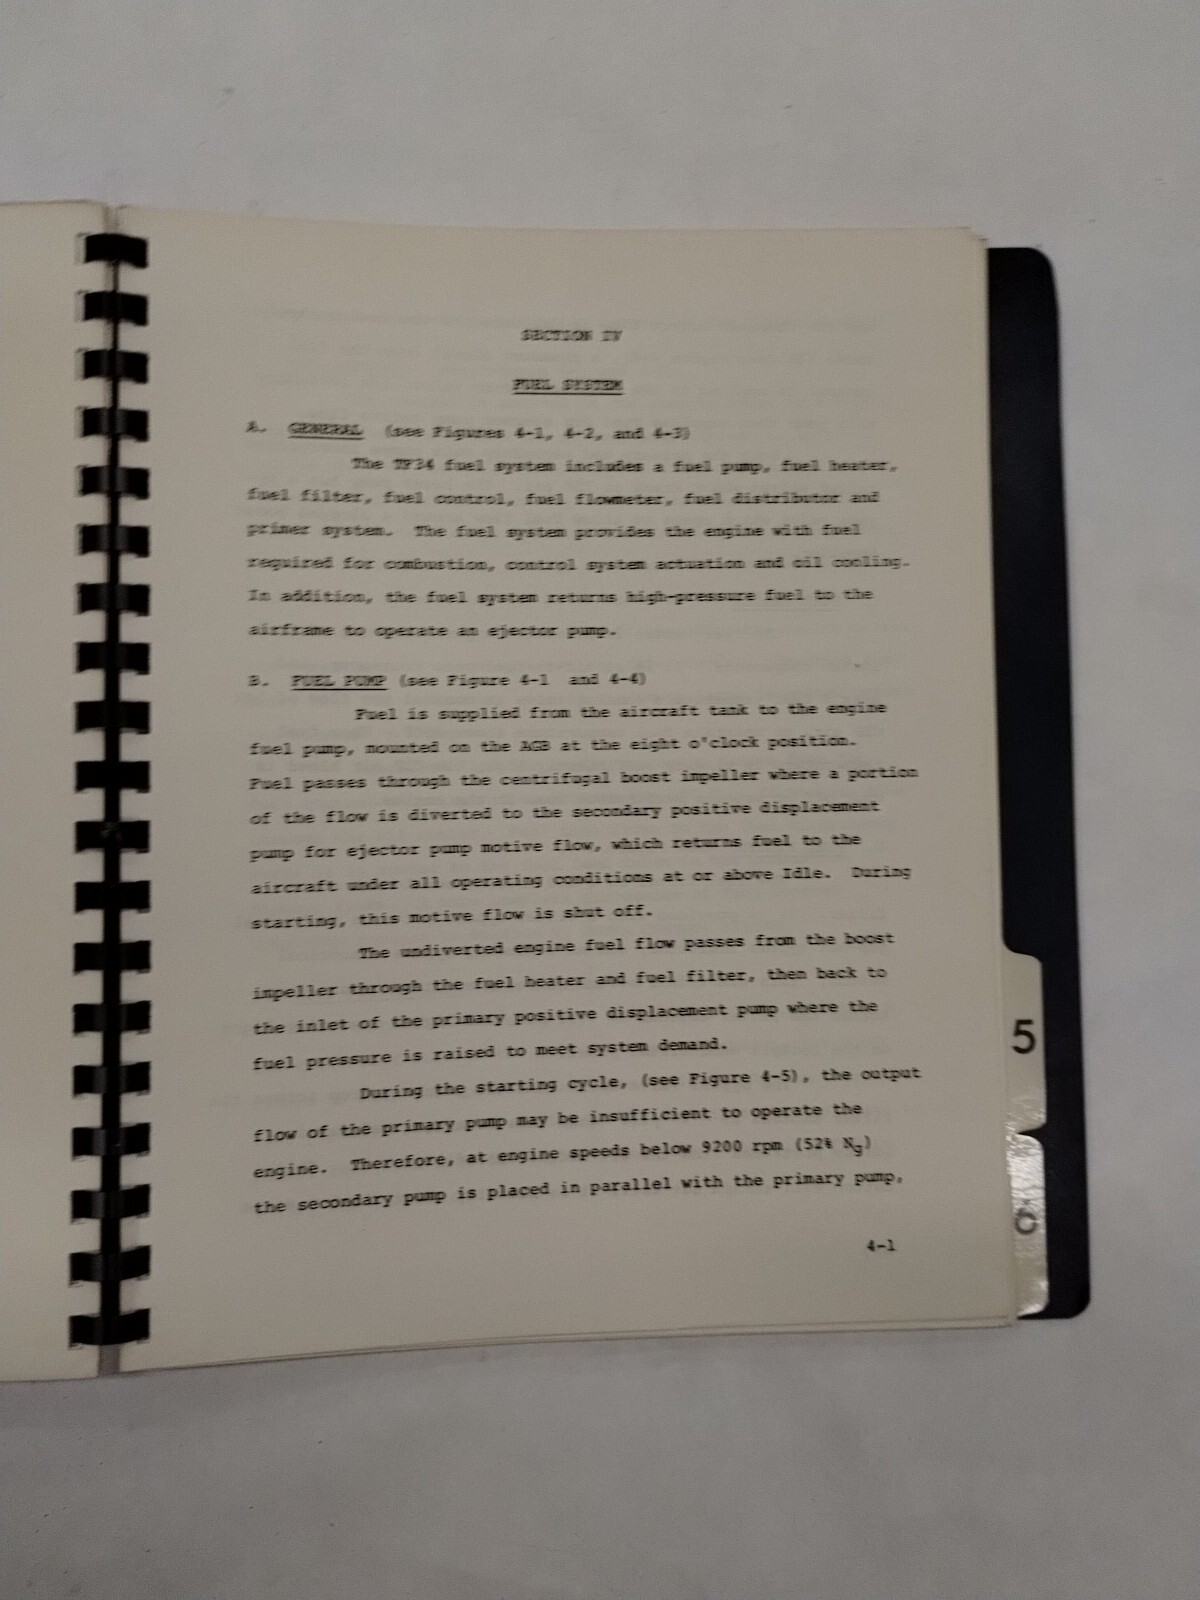 SECTION IV
FUEL SYSTEM
A. GENERAL (see Figures 4-1, 4-2, and 4-3)
The TF34 fuel system includes a fuel pump, fuel heater,
fuel filter, fuel control, fuel flowmeter, fuel distributor and
primer system. The fuel system provides the engine with fuel
required for combustion, control system actuation and oil cooling.
In addition, the fuel system returns high-pressure fuel to the
airframe to operate an ejector pump.
B. FUEL PUMP (see Figure 4-1 and 4-4)
Fuel is supplied from the aircraft tank to the engine
fuel pump, mounted on the AGB at the eight o'clock position.
Fuel passes through the centrifugal boost impeller where a portion
of the flow is diverted to the secondary positive displacement
pump for ejector pump motive flow, which returns fuel to the
aircraft under all operating conditions at or above Idle. During
starting, this motive flow is shut off.
The undiverted engine fuel flow passes from the boost
impeller through the fuel heater and fuel filter, then back to
the inlet of the primary positive displacement pump where the
fuel pressure is raised to meet system demand.
During the starting cycle, (see Figure 4-5), the output
flow of the primary pump may be insufficient to operate the
engine. Therefore, at engine speeds below 9200 rpm (52% Ng)
the secondary pump is placed in parallel with the primary pump,
4-1
5
6